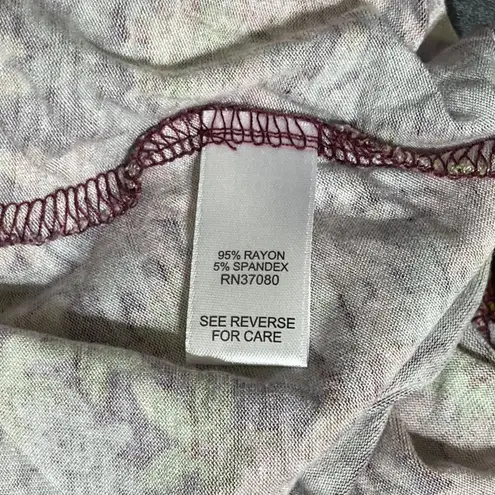 95% RAYON
5% SPANDEX
RN37080
SEE REVERSE
FOR CARE